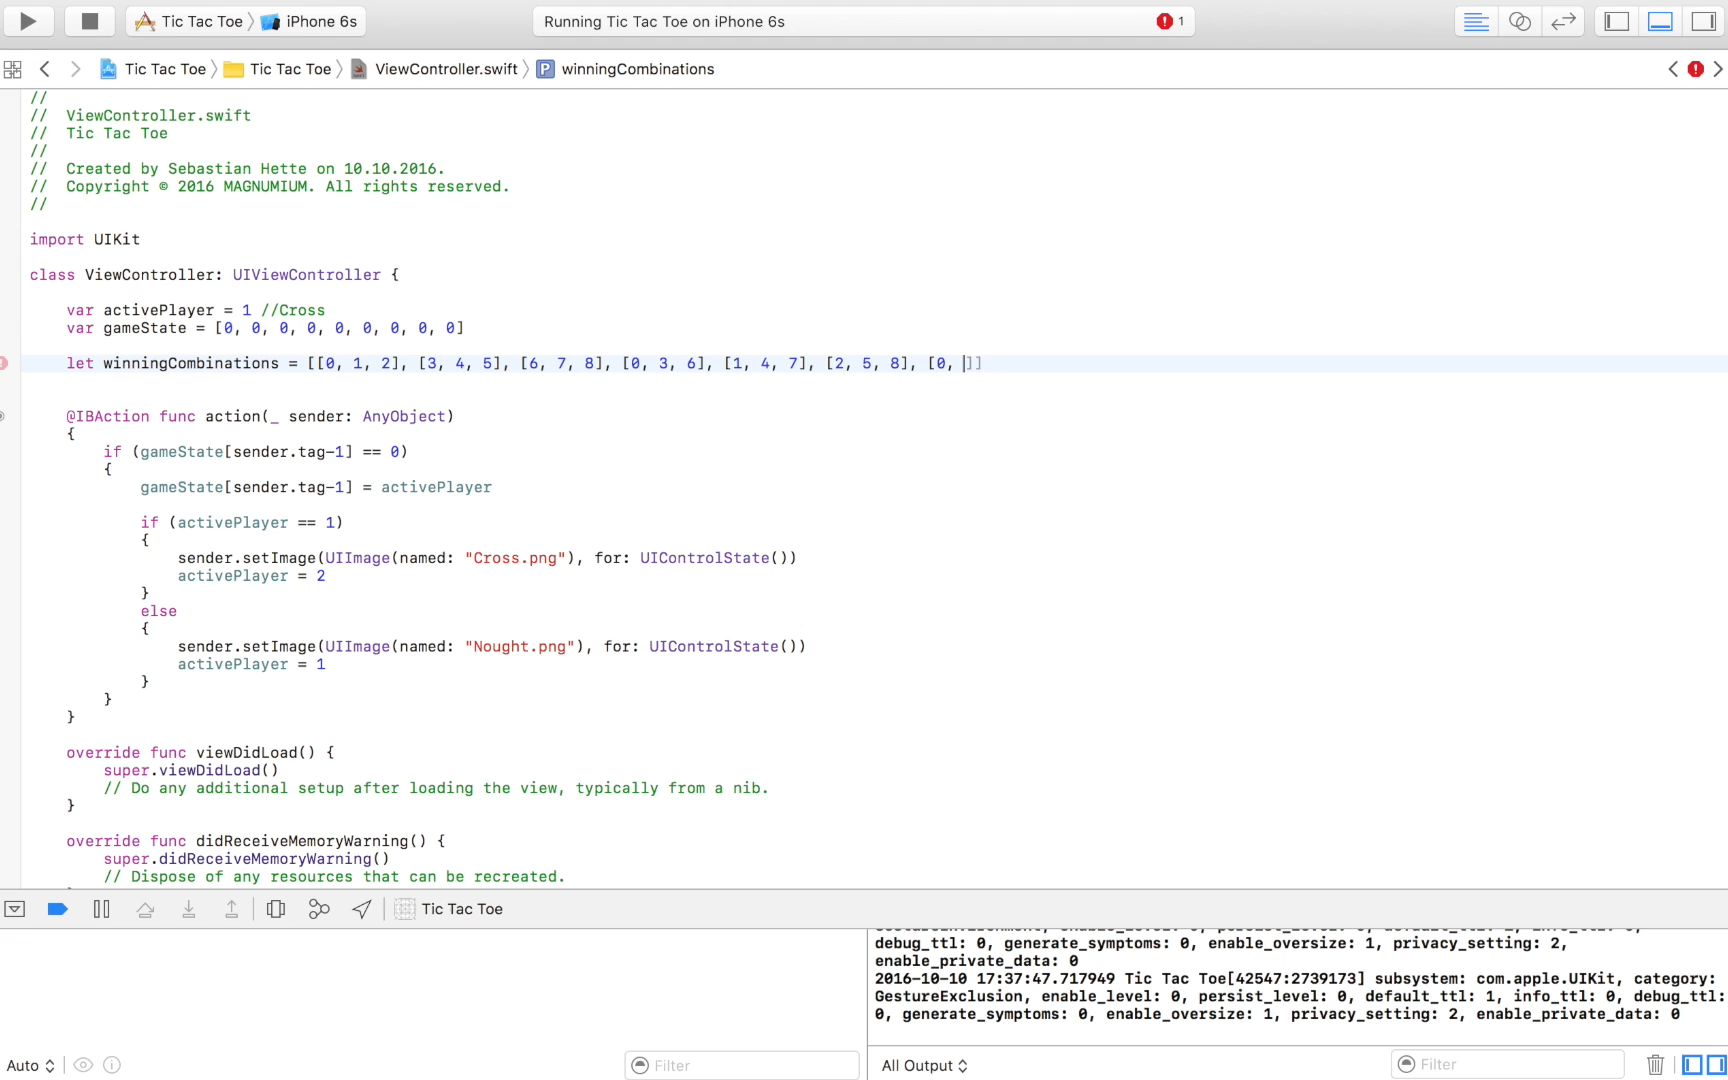 Tic Tac Toe iPhone 6s Running Tic Tac Toe on iPhone 6s 1
Tic Tac Toe Tic Tac Toe ViewController.swift P winningCombinations
//
//  ViewController.swift
//  Tic Tac Toe
//
//  Created by Sebastian Hette on 10.10.2016.
//  Copyright © 2016 MAGNUMIUM. All rights reserved.
//
import UIKit
class ViewController: UIViewController {
var activePlayer = 1 //Cross
var gameState = [0, 0, 0, 0, 0, 0, 0, 0, 0]
let winningCombinations = [[0, 1, 2], [3, 4, 5], [6, 7, 8], [0, 3, 6], [1, 4, 7], [2, 5, 8], [0, ]]
@IBAction func action(_ sender: AnyObject)
{
if (gameState[sender.tag-1] == 0)
{
gameState[sender.tag-1] = activePlayer
if (activePlayer == 1)
{
sender.setImage(UIImage(named: "Cross.png"), for: UIControlState())
activePlayer = 2
}
else
{
sender.setImage(UIImage(named: "Nought.png"), for: UIControlState())
activePlayer = 1
}
}
}
override func viewDidLoad() {
super.viewDidLoad()
// Do any additional setup after loading the view, typically from a nib.
}
override func didReceiveMemoryWarning() {
super.didReceiveMemoryWarning()
// Dispose of any resources that can be recreated.
Tic Tac Toe
debug_ttl: 0, generate_symptoms: 0, enable_oversize: 1, privacy_setting: 2,
enable_private_data: 0
2016-10-10 17:37:47.717949 Tic Tac Toe[42547:2739173] subsystem: com.apple.UIKit, category:
GestureExclusion, enable_level: 0, persist_level: 0, default_ttl: 1, info_ttl: 0, debug_ttl:
0, generate_symptoms: 0, enable_oversize: 1, privacy_setting: 2, enable_private_data: 0
Auto Filter All Output Filter